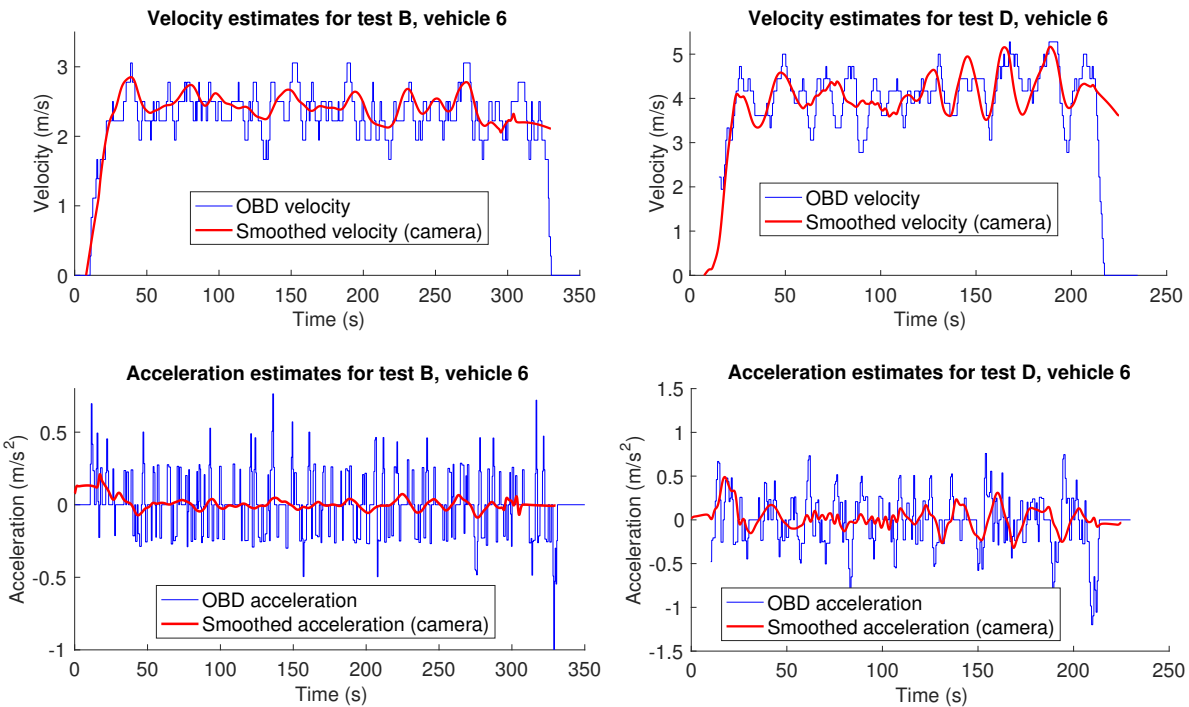 Velocity estimates for test B, vehicle 6
Velocity (m/s)
3
2
1
0
OBD velocity
Smoothed velocity (camera)
0 50 100 150 200 250 300 350
Time (s)
Velocity estimates for test D, vehicle 6
Velocity (m/s)
5
4
3
2
1
0
OBD velocity
Smoothed velocity (camera)
0 50 100 150 200 250
Time (s)
Acceleration estimates for test B, vehicle 6
Acceleration (m/s²)
0.5
0
-0.5
-1
OBD acceleration
Smoothed acceleration (camera)
0 50 100 150 200 250 300 350
Time (s)
Acceleration estimates for test D, vehicle 6
Acceleration (m/s²)
1.5
1
0.5
0
-0.5
-1
-1.5
OBD acceleration
Smoothed acceleration (camera)
0 50 100 150 200 250
Time (s)